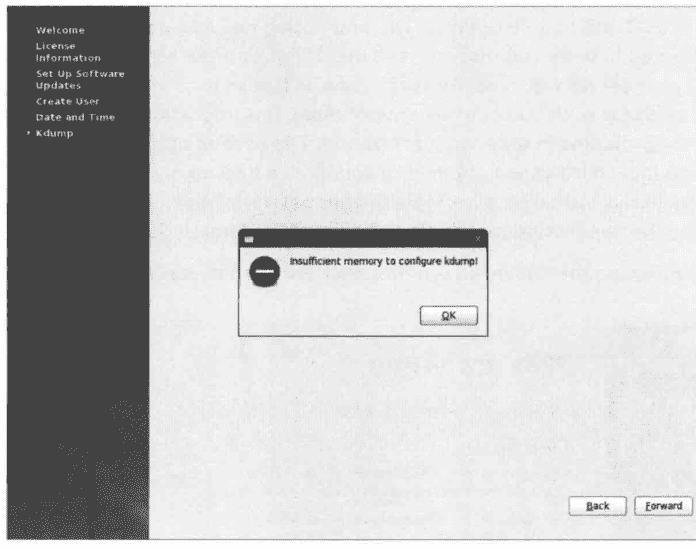 Welcome
License
Information
Set Up Software
Updates
Create User
Date and Time
Kdump
Insufficient memory to configure kdump!
OK
Back
Forward